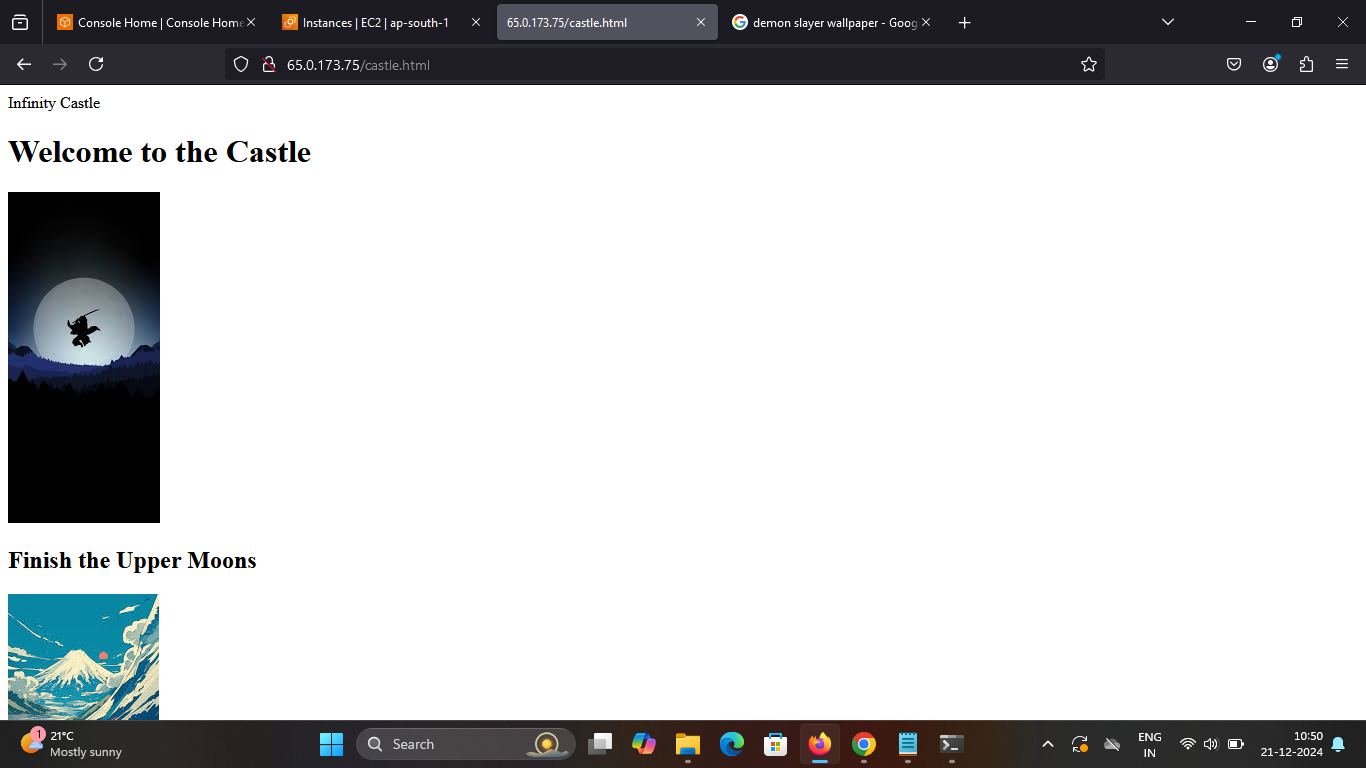 Console Home | Console Home
Instances | EC2 | ap-south-1
65.0.173.75/castle.html
demon slayer wallpaper - Goog
65.0.173.75/castle.html
Infinity Castle
Welcome to the Castle
Finish the Upper Moons
1
21°C
Mostly sunny
Search
ENG
IN
10:50
21-12-2024